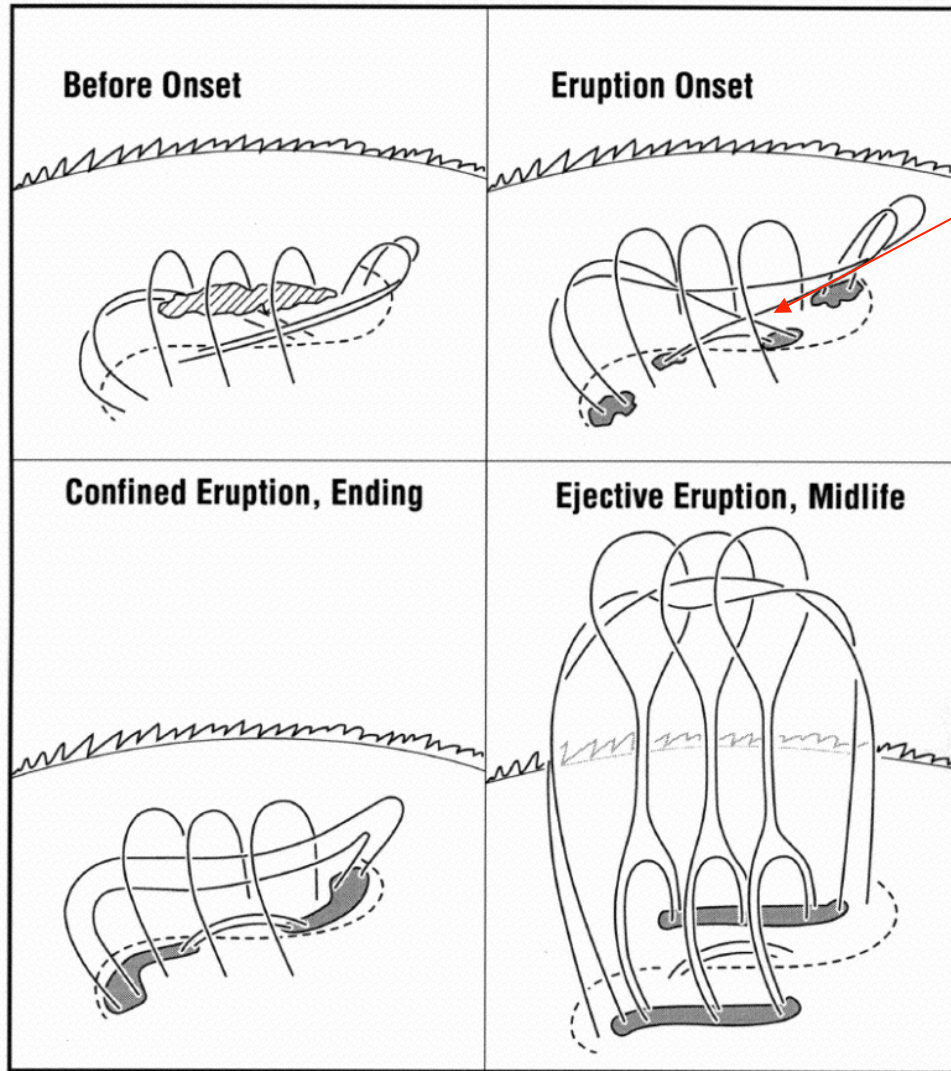 Before Onset
Eruption Onset
Confined Eruption, Ending
Ejective Eruption, Midlife